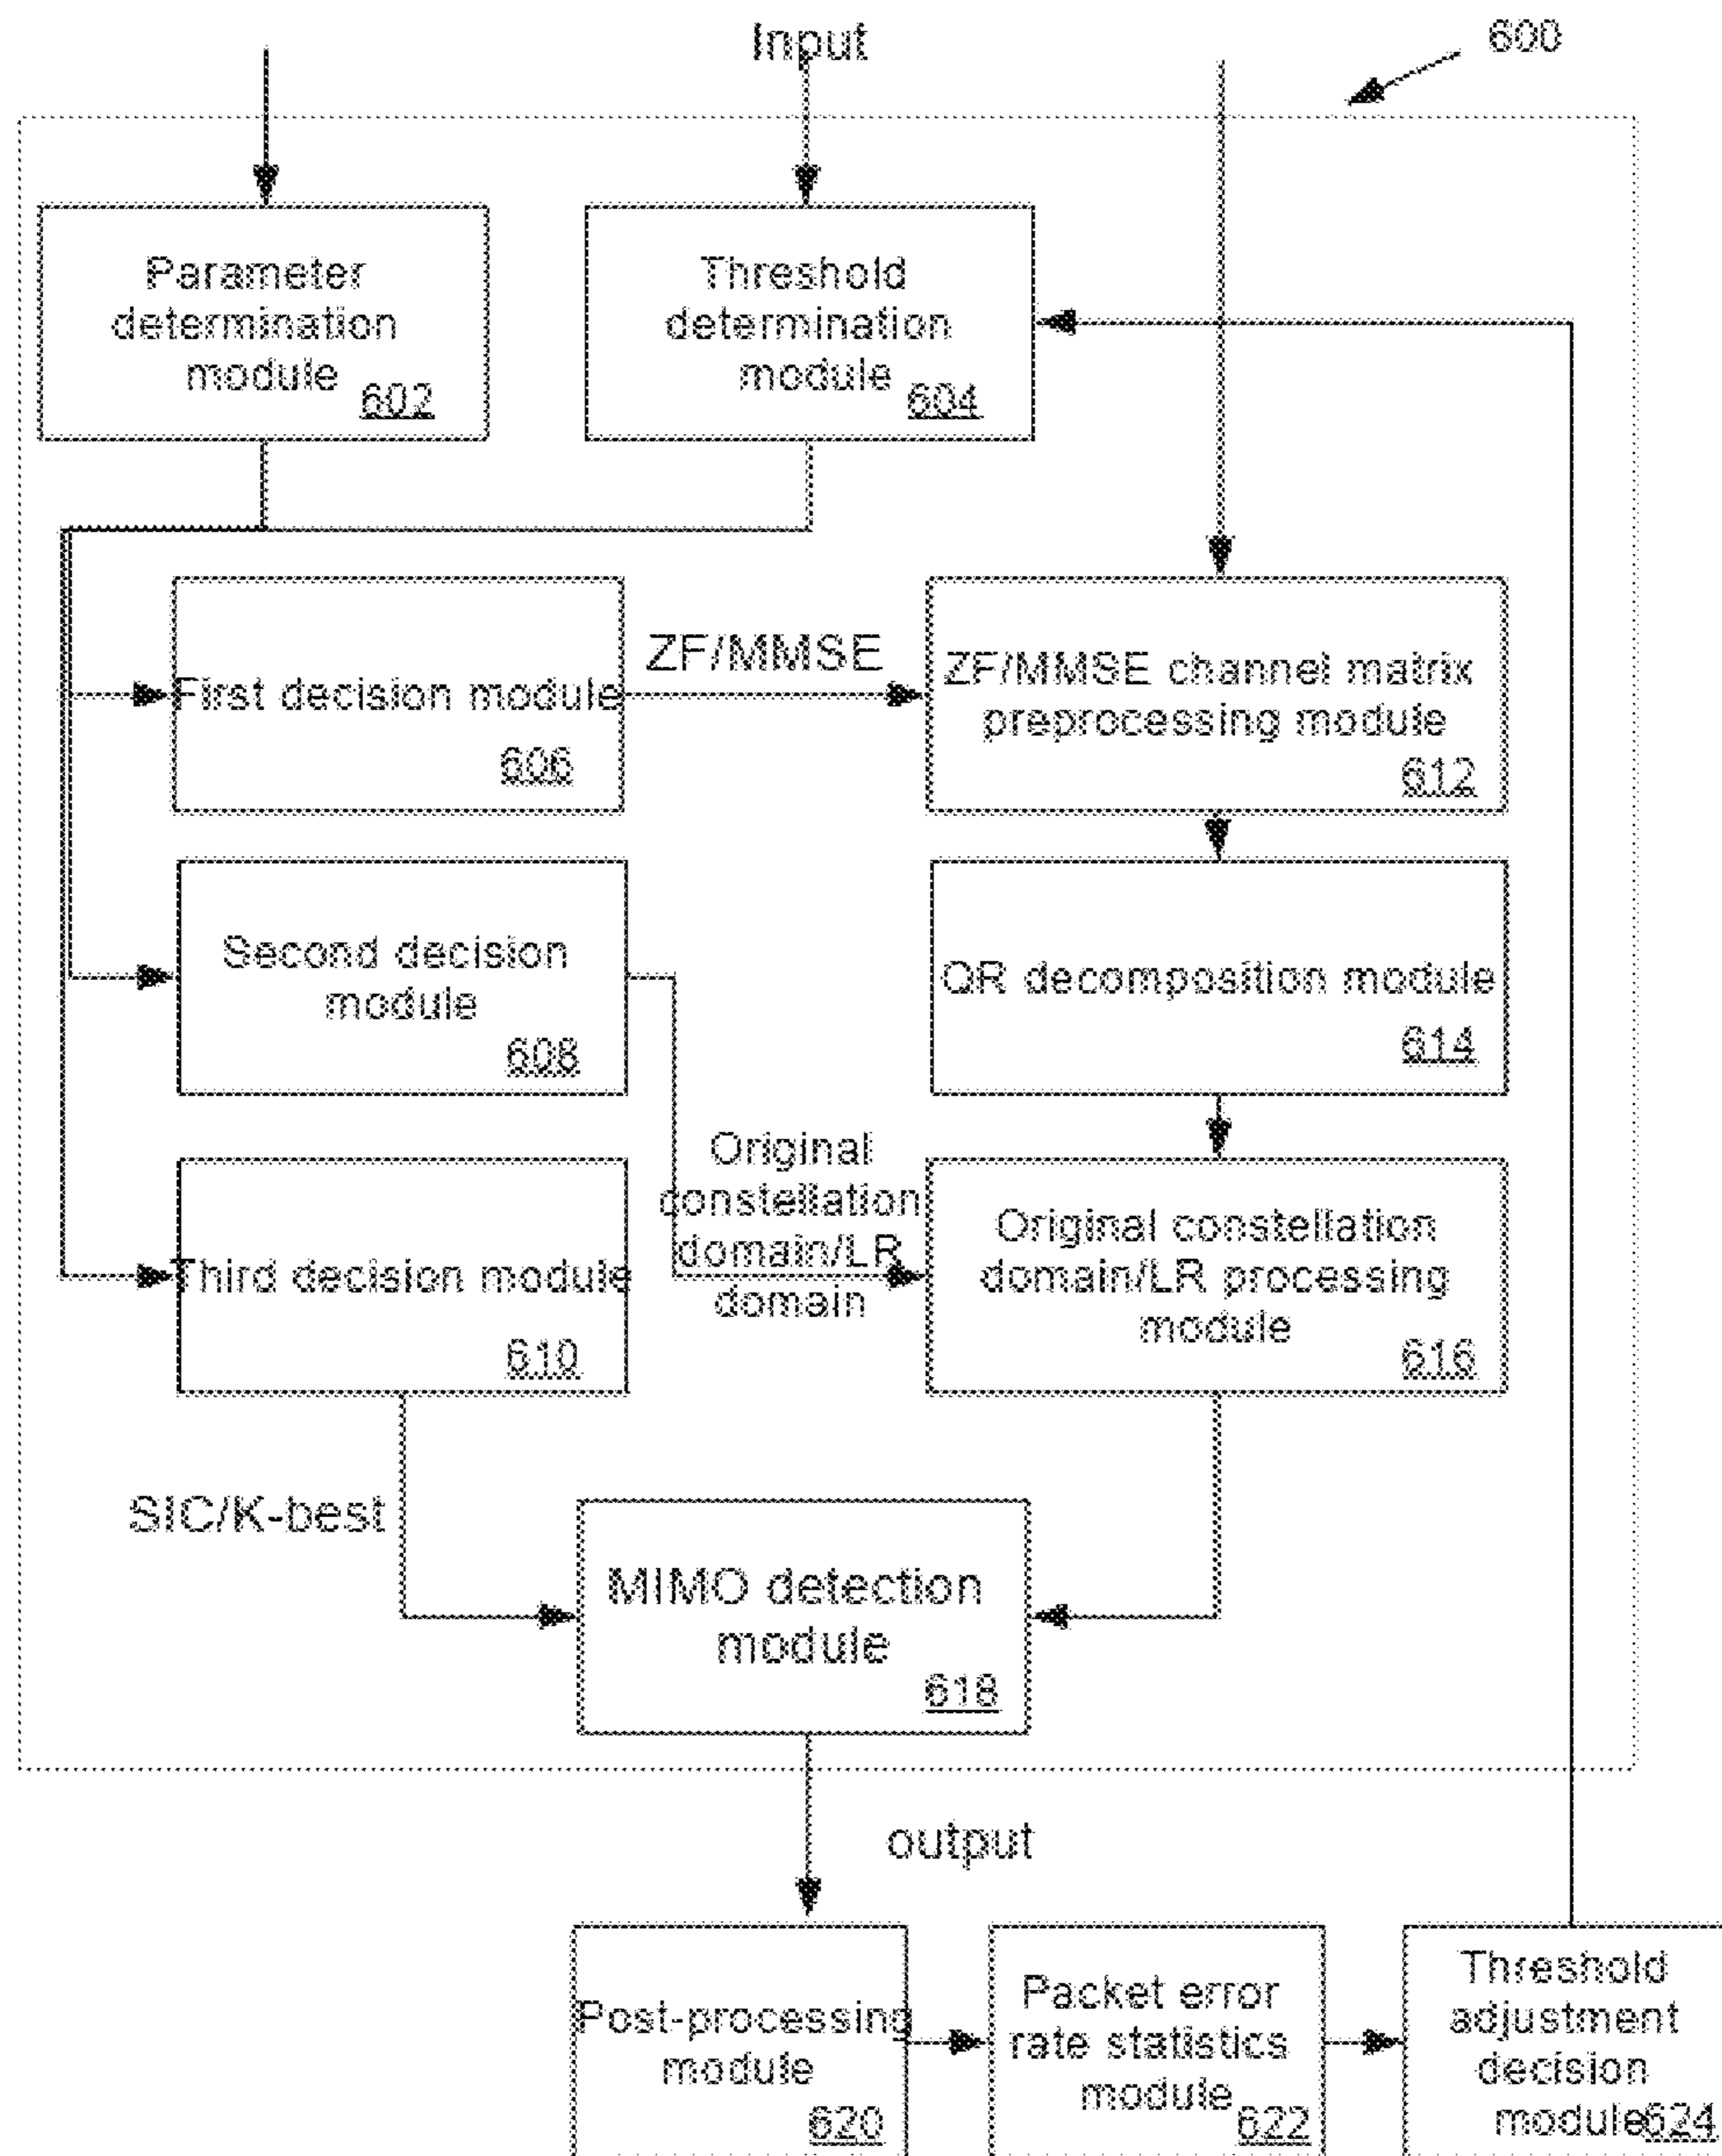 Input
600
Parameter
determination
module
602
Threshold
determination
module
604
First decision module
606
ZF/MMSE
ZF/MMSE channel matrix
preprocessing module
612
Second decision
module
608
QR decomposition module
614
Third decision module
610
Original
constellation
domain/LR
domain
Original constellation
domain/LR processing
module
616
SIC/K-best
MIMO detection
module
618
output
Post-processing
module
620
Packet error
rate statistics
module
622
Threshold
adjustment
decision
module
624